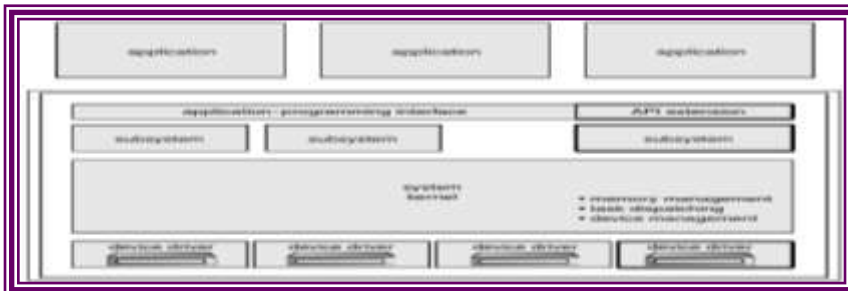 application application application
application-programming interface API extension
subsystem subsystem subsystem
system
kernel
• memory management
• task dispatching
• device management
device driver device driver device driver device driver